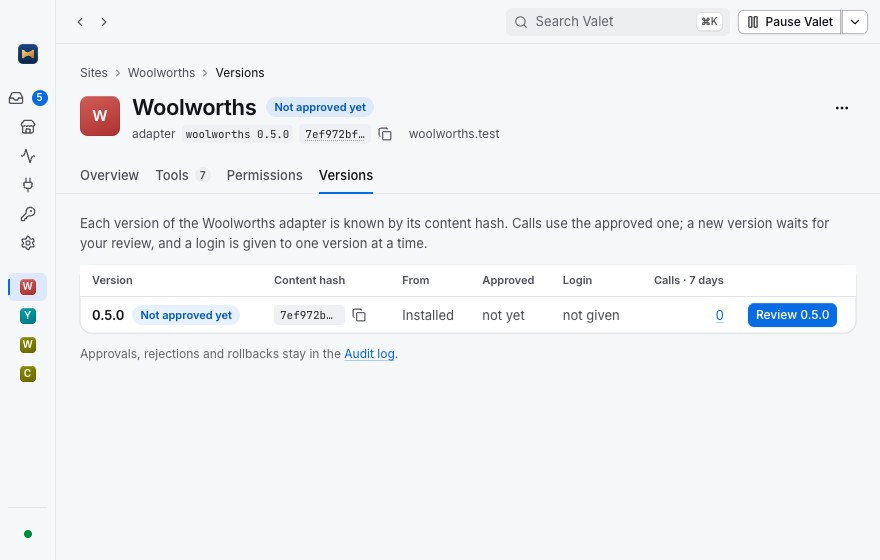 Search Valet ⌘K Pause Valet
5
Sites Woolworths Versions
W Woolworths Not approved yet
adapter woolworths 0.5.0 7ef972bf… woolworths.test
Overview Tools 7 Permissions Versions
Each version of the Woolworths adapter is known by its content hash. Calls use the approved one; a new version waits for
your review, and a login is given to one version at a time.
Version Content hash From Approved Login Calls · 7 days
0.5.0 Not approved yet 7ef972b… Installed not yet not given 0 Review 0.5.0
Approvals, rejections and rollbacks stay in the Audit log.
W
Y
W
C